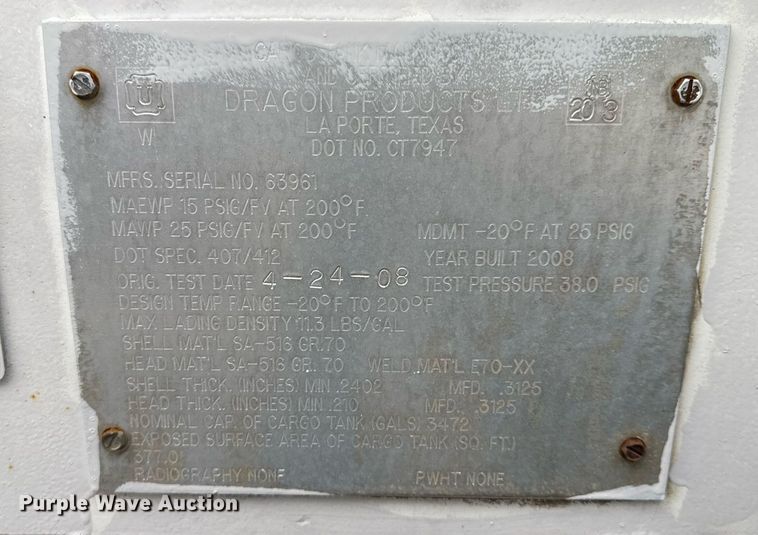 CA
AND
DRAGON PRODUCTS L
U
W
203
LA PORTE, TEXAS
DOT NO. CT7947
MFRS. SERIAL NO. 63961
MAEWP 15 PSIG/FV AT 200°F
MAWP 25 PSIG/FV AT 200°F MDMT -20°F AT 25 PSIG
DOT SPEC. 407/412 YEAR BUILT 2008
ORIG. TEST DATE 4-24-08 TEST PRESSURE 38.0 PSIG
DESIGN TEMP RANGE -20°F TO 200°F
MAX. LADING DENSITY 11.3 LBS/GAL
SHELL MAT'L SA-516 GR. 70
HEAD MAT'L SA-516 GR. 70 WELD. MAT'L E70-XX
SHELL THICK. (INCHES) MIN .2402 MFD. .3125
HEAD THICK. (INCHES) MIN .210 MFD. .3125
NOMINAL CAP. OF CARGO TANK (GALS) 3472
EXPOSED SURFACE AREA OF CARGO TANK (SQ. FT.)
377.01
RADIOGRAPHY NONE PWHT NONE
Purple Wave Auction